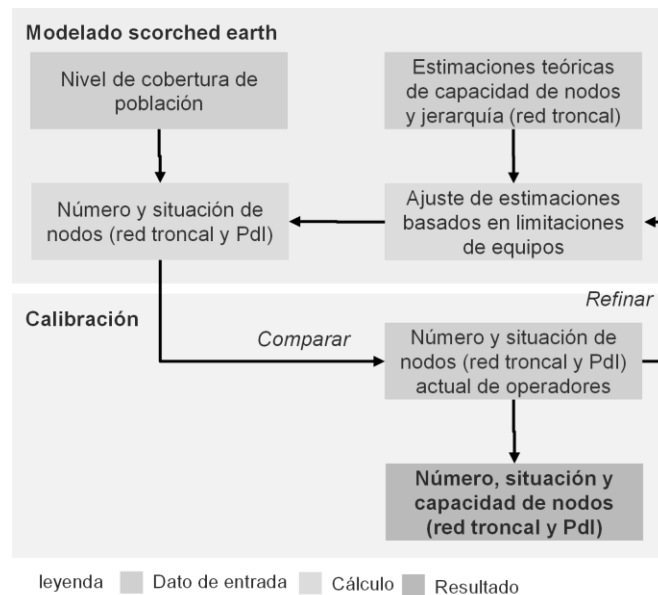 Modelado scorched earth
Nivel de cobertura de
población
Estimaciones teóricas
de capacidad de nodos
y jerarquía (red troncal)
Número y situación de
nodos (red troncal y PdI)
Ajuste de estimaciones
basados en limitaciones
de equipos
Refinar
Calibración
Comparar
Número y situación de
nodos (red troncal y PdI)
actual de operadores
Número, situación y
capacidad de nodos
(red troncal y PdI)
leyenda
Dato de entrada
Cálculo
Resultado